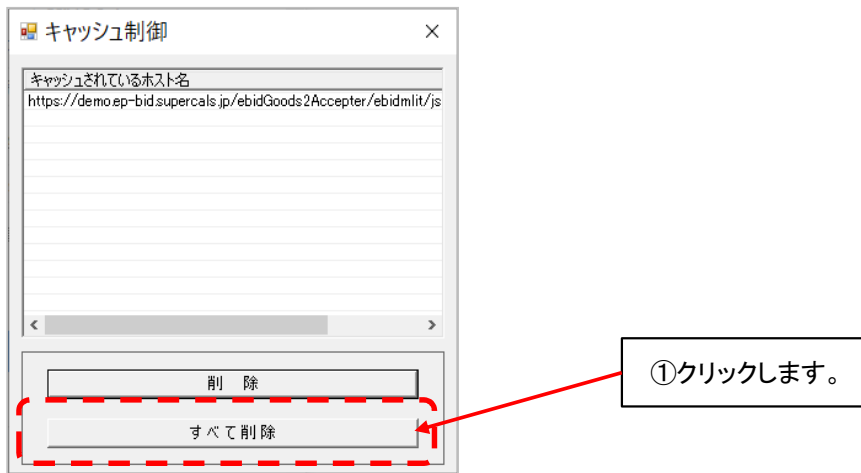 キャッシュ制御
キャッシュされているホスト名
https://demo.ep-bid.supercals.jp/ebidGoods2Accepter/ebidmlit/js
削　除
すべて削除
①クリックします。